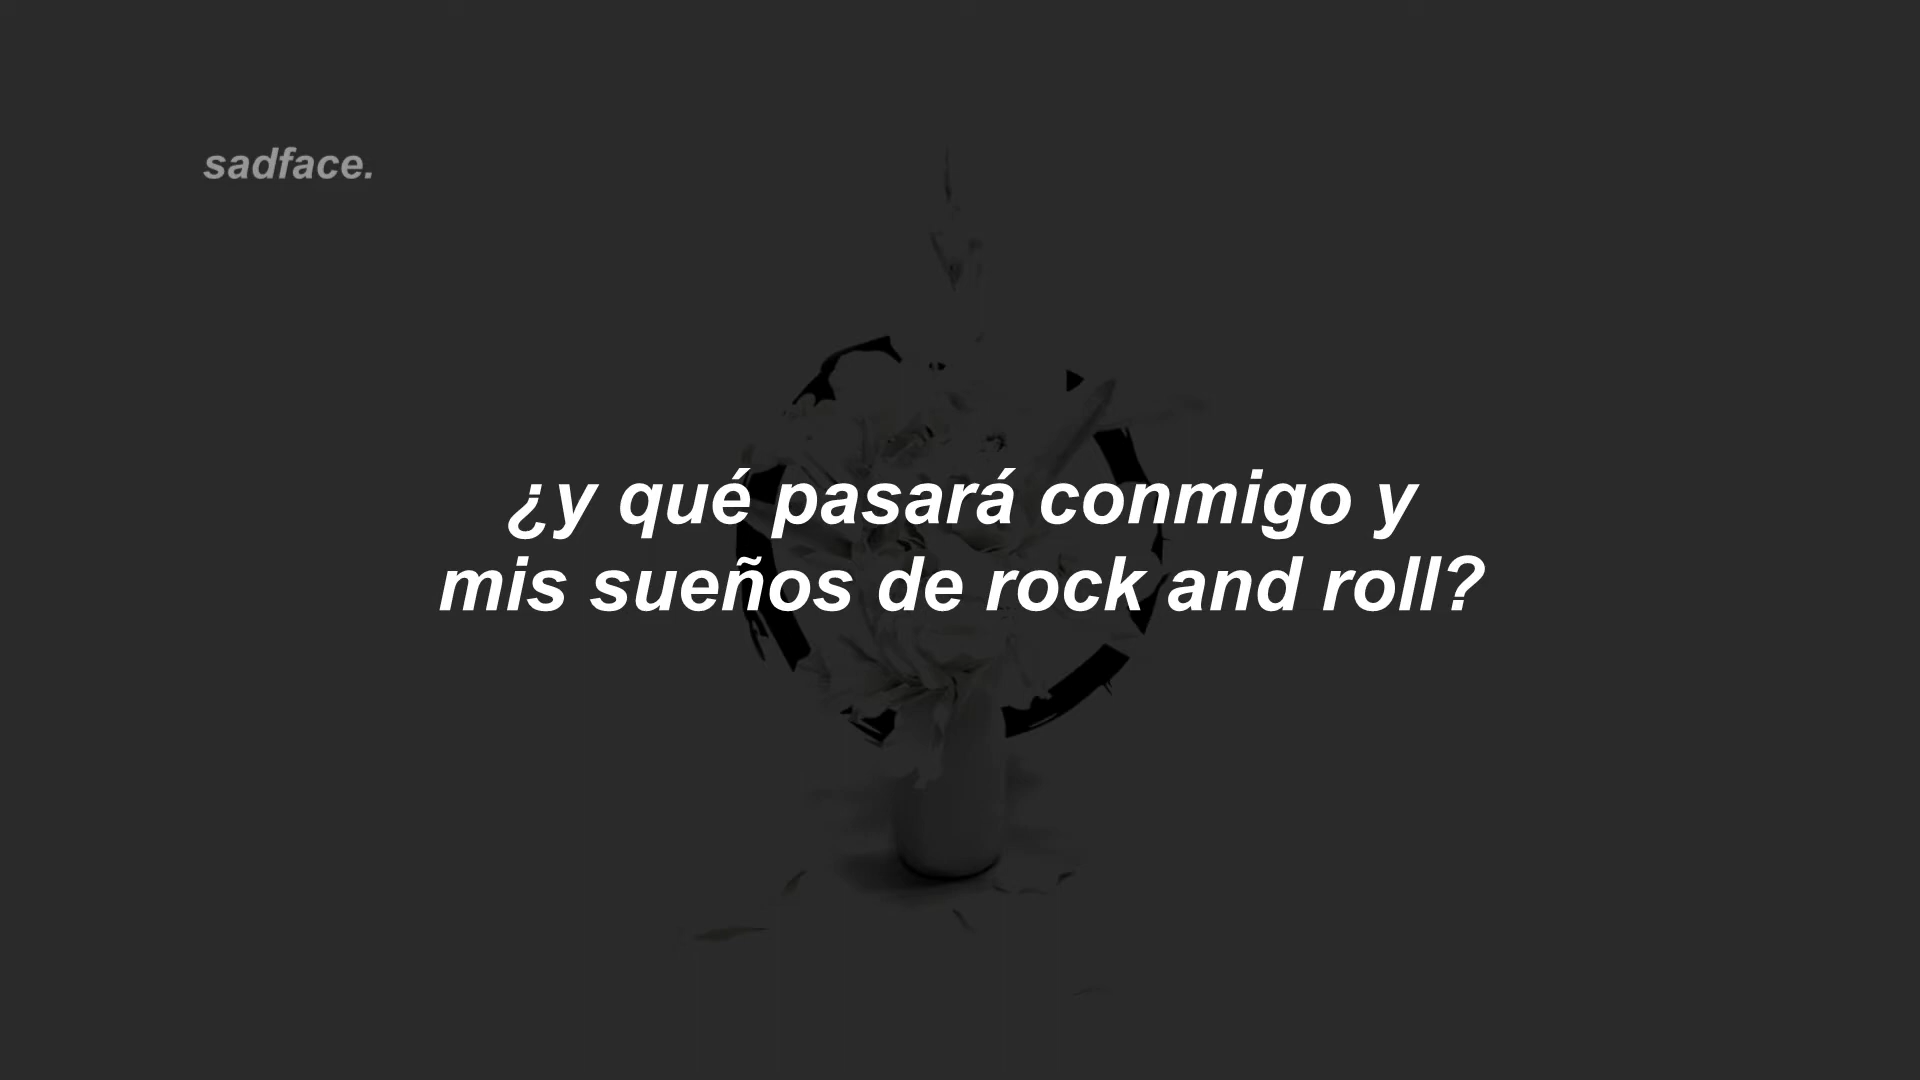 sadface.
¿y qué pasará conmigo y
mis sueños de rock and roll?